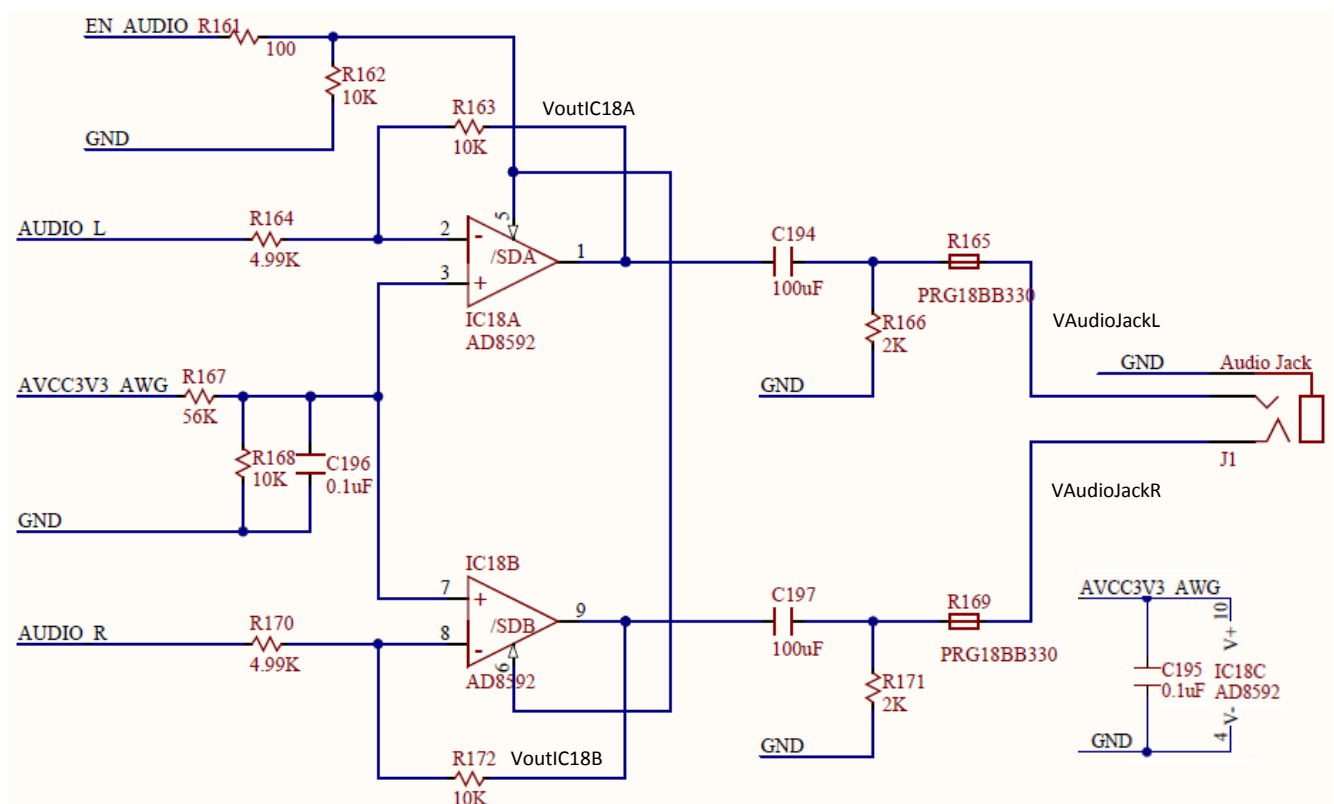 EN_AUDIO R161
100
R162
10K
GND
R163
10K
VoutIC18A
AUDIO_L
R164
4.99K
2
-
5
/SDA
3
+
1
IC18A
AD8592
C194
100uF
R165
PRG18BB330
R166
2K
GND
VAudioJackL
GND
Audio Jack
J1
AVCC3V3_AWG
R167
56K
R168
10K
C196
0.1uF
GND
VAudioJackR
IC18B
7
+
/SDB
9
8
-
6
AD8592
AUDIO_R
R170
4.99K
C197
100uF
R169
PRG18BB330
R171
2K
GND
R172
10K
VoutIC18B
AVCC3V3_AWG
10
V+
C195
0.1uF
IC18C
AD8592
V-
4
GND